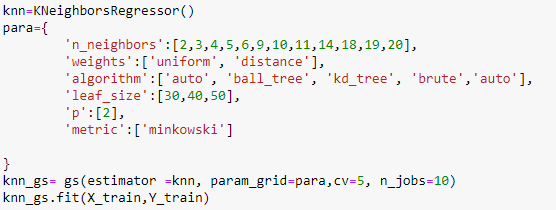 knn=KNeighborsRegressor()
para={
'n_neighbors':[2,3,4,5,6,9,10,11,14,18,19,20],
'weights':['uniform', 'distance'],
'algorithm':['auto', 'ball_tree', 'kd_tree', 'brute','auto'],
'leaf_size':[30,40,50],
'p':[2],
'metric':['minkowski']
}
knn_gs= gs(estimator =knn, param_grid=para,cv=5, n_jobs=10)
knn_gs.fit(X_train,Y_train)